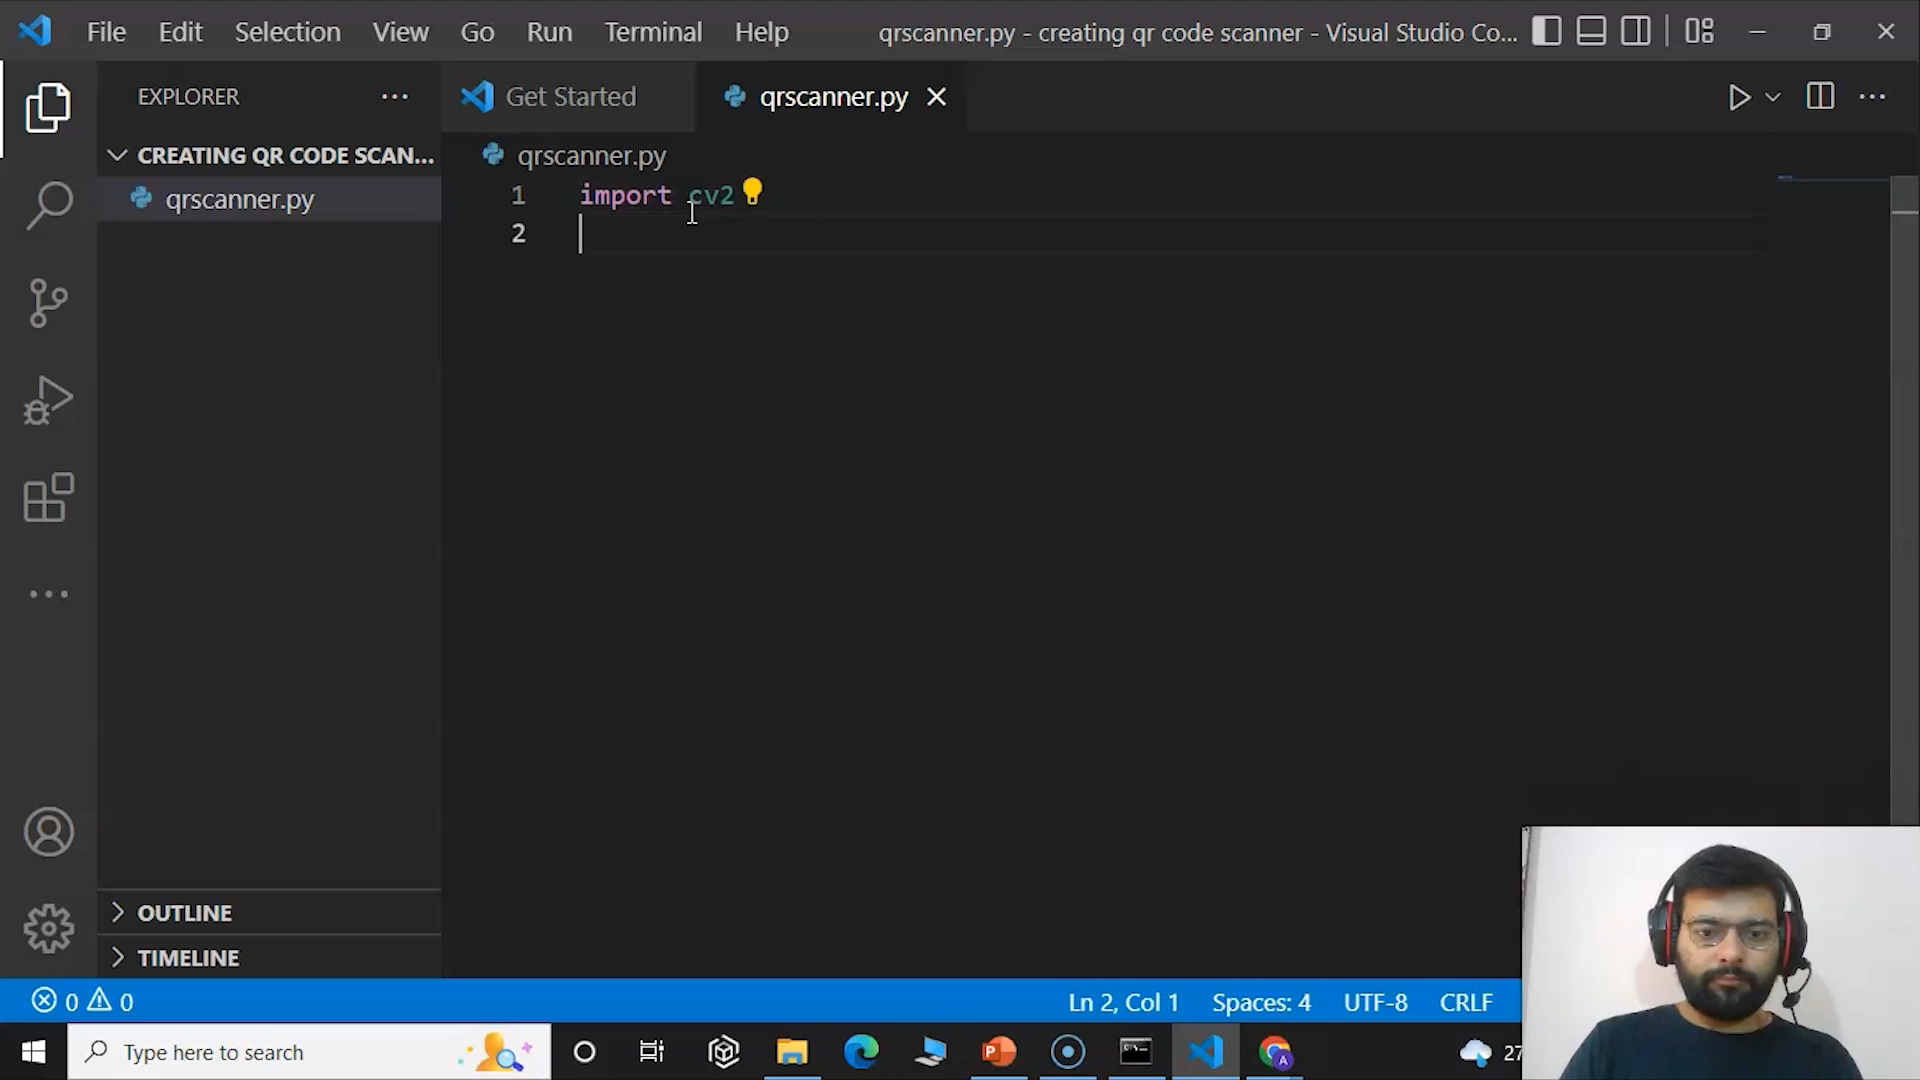 File Edit Selection View Go Run Terminal Help qrscanner.py - creating qr code scanner - Visual Studio Co...
EXPLORER ...
Get Started
qrscanner.py
CREATING QR CODE SCAN...
qrscanner.py
qrscanner.py
1 import cv2
2
OUTLINE
TIMELINE
0 0
Ln 2, Col 1 Spaces: 4 UTF-8 CRLF
Type here to search
27